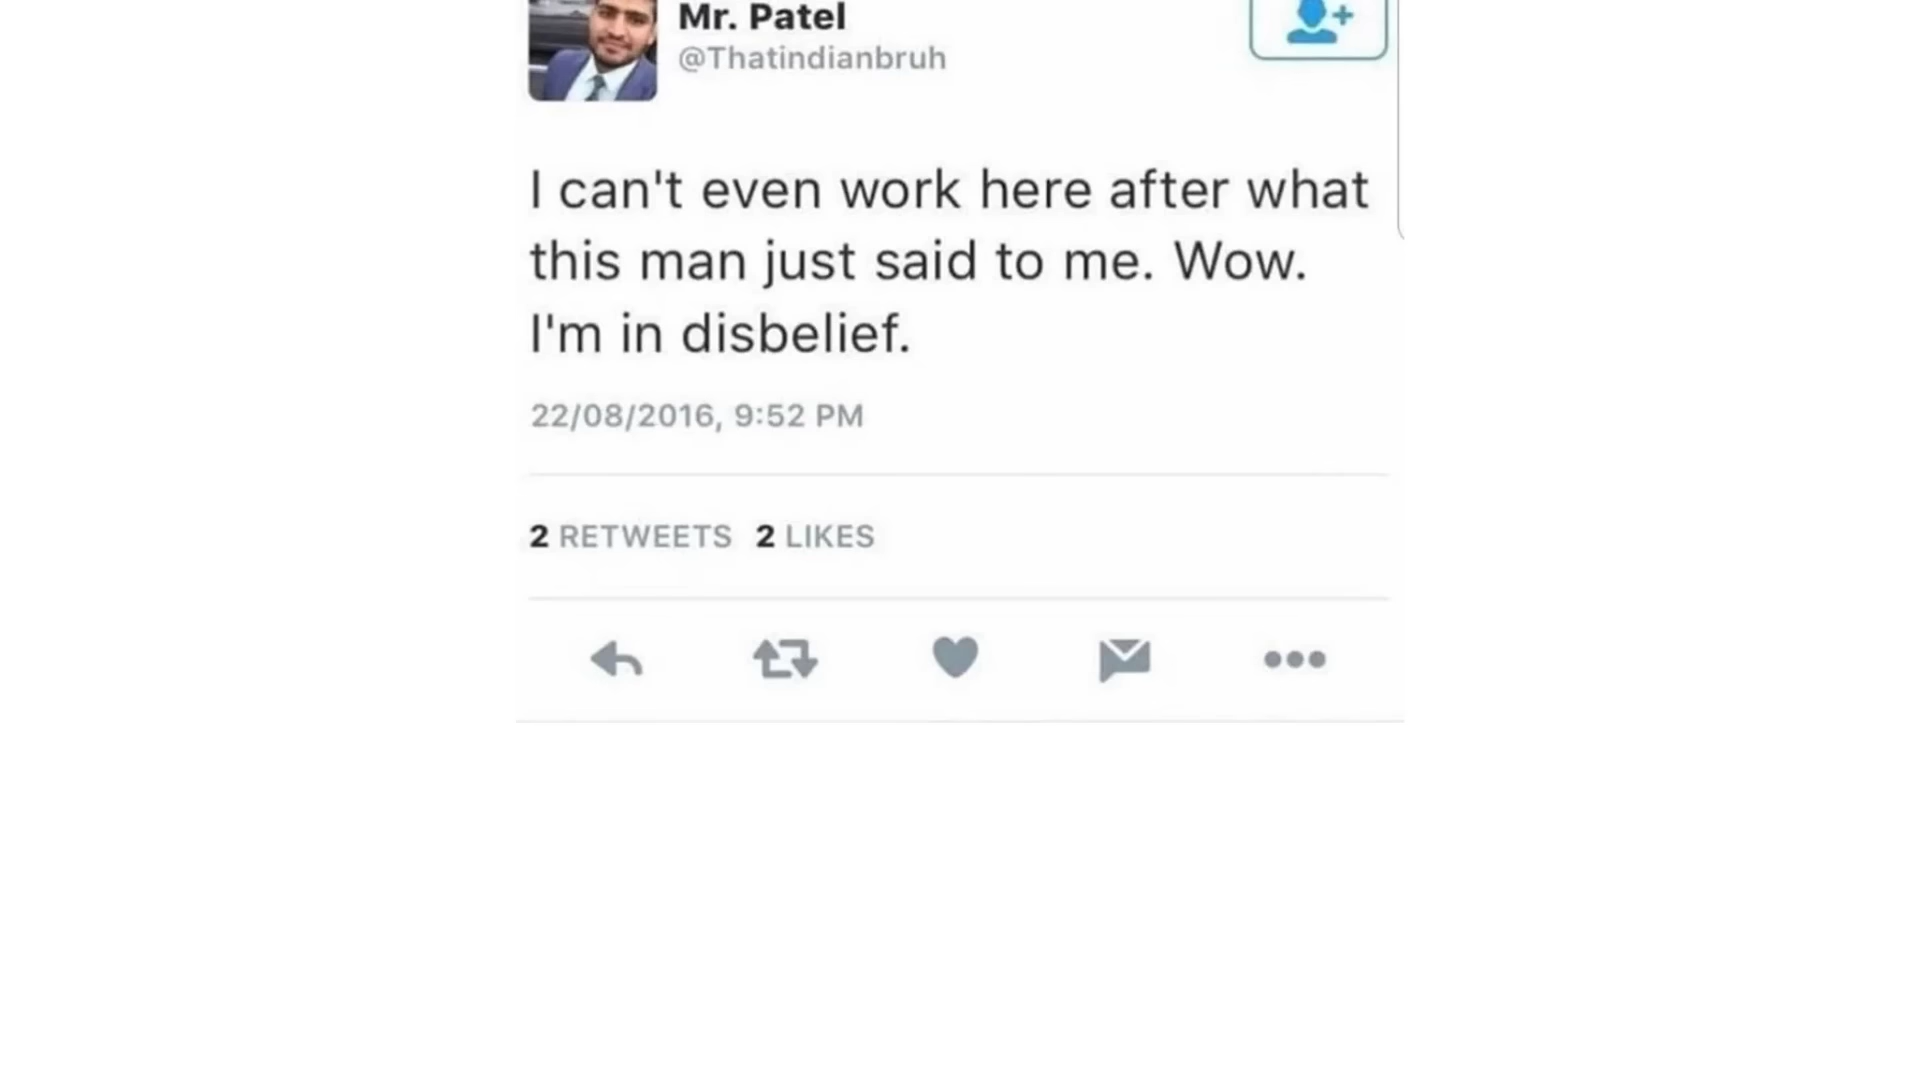 Mr. Patel
@Thatindianbruh
I can't even work here after what
this man just said to me. Wow.
I'm in disbelief.
22/08/2016, 9:52 PM
2 RETWEETS 2 LIKES